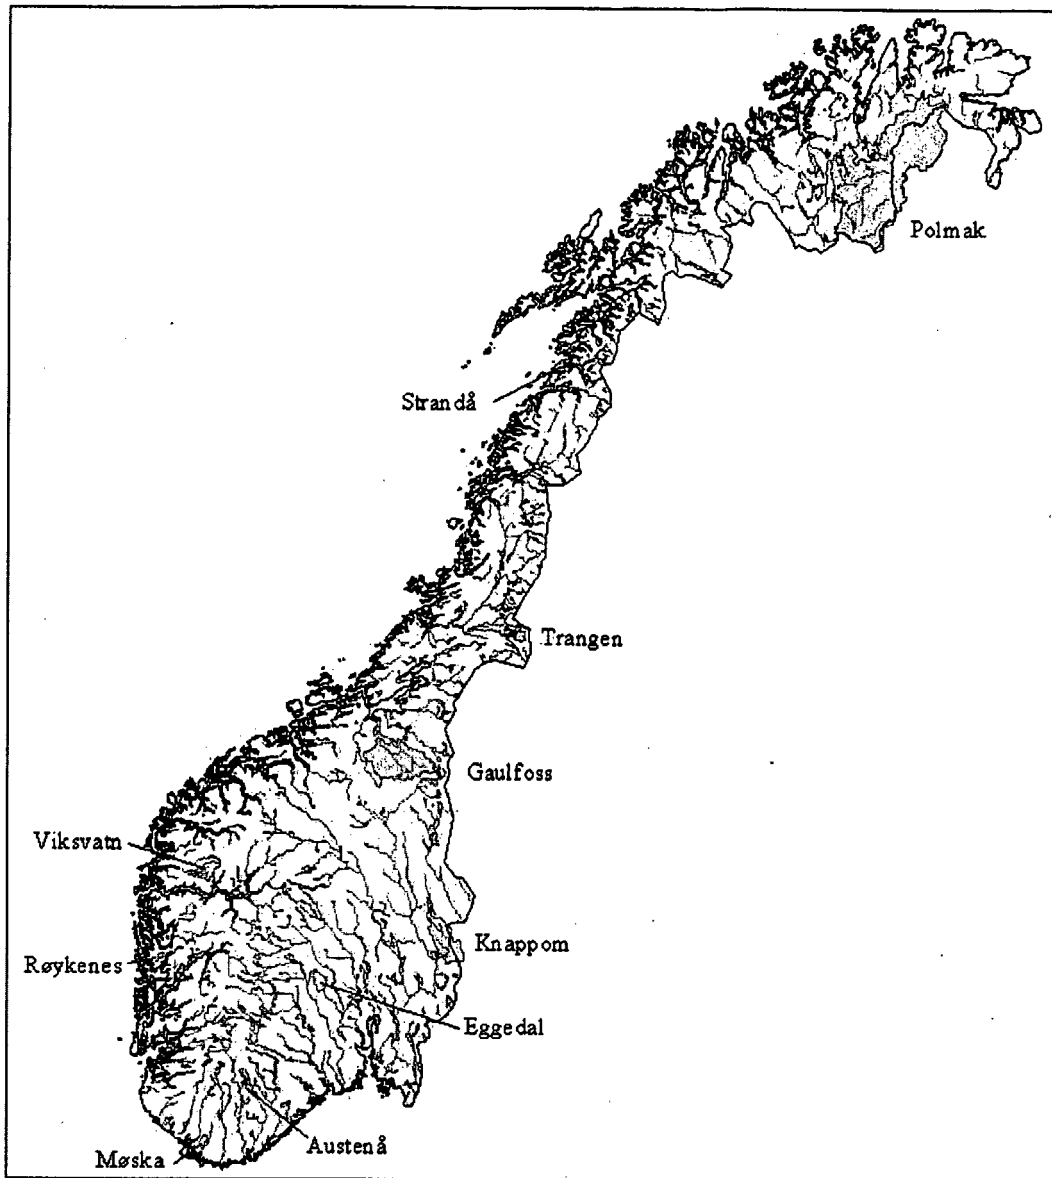 Polmak
Strandå
Trangen
Gaulfoss
Viksvatn
Knappom
Røykenes
Eggedal
Austenå
Møska